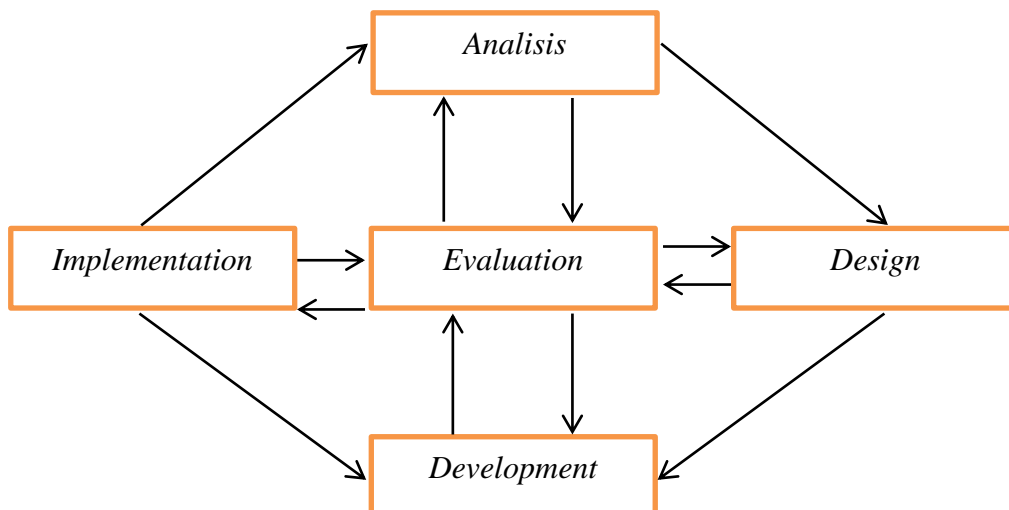 Analisis
Implementation
Evaluation
Design
Development